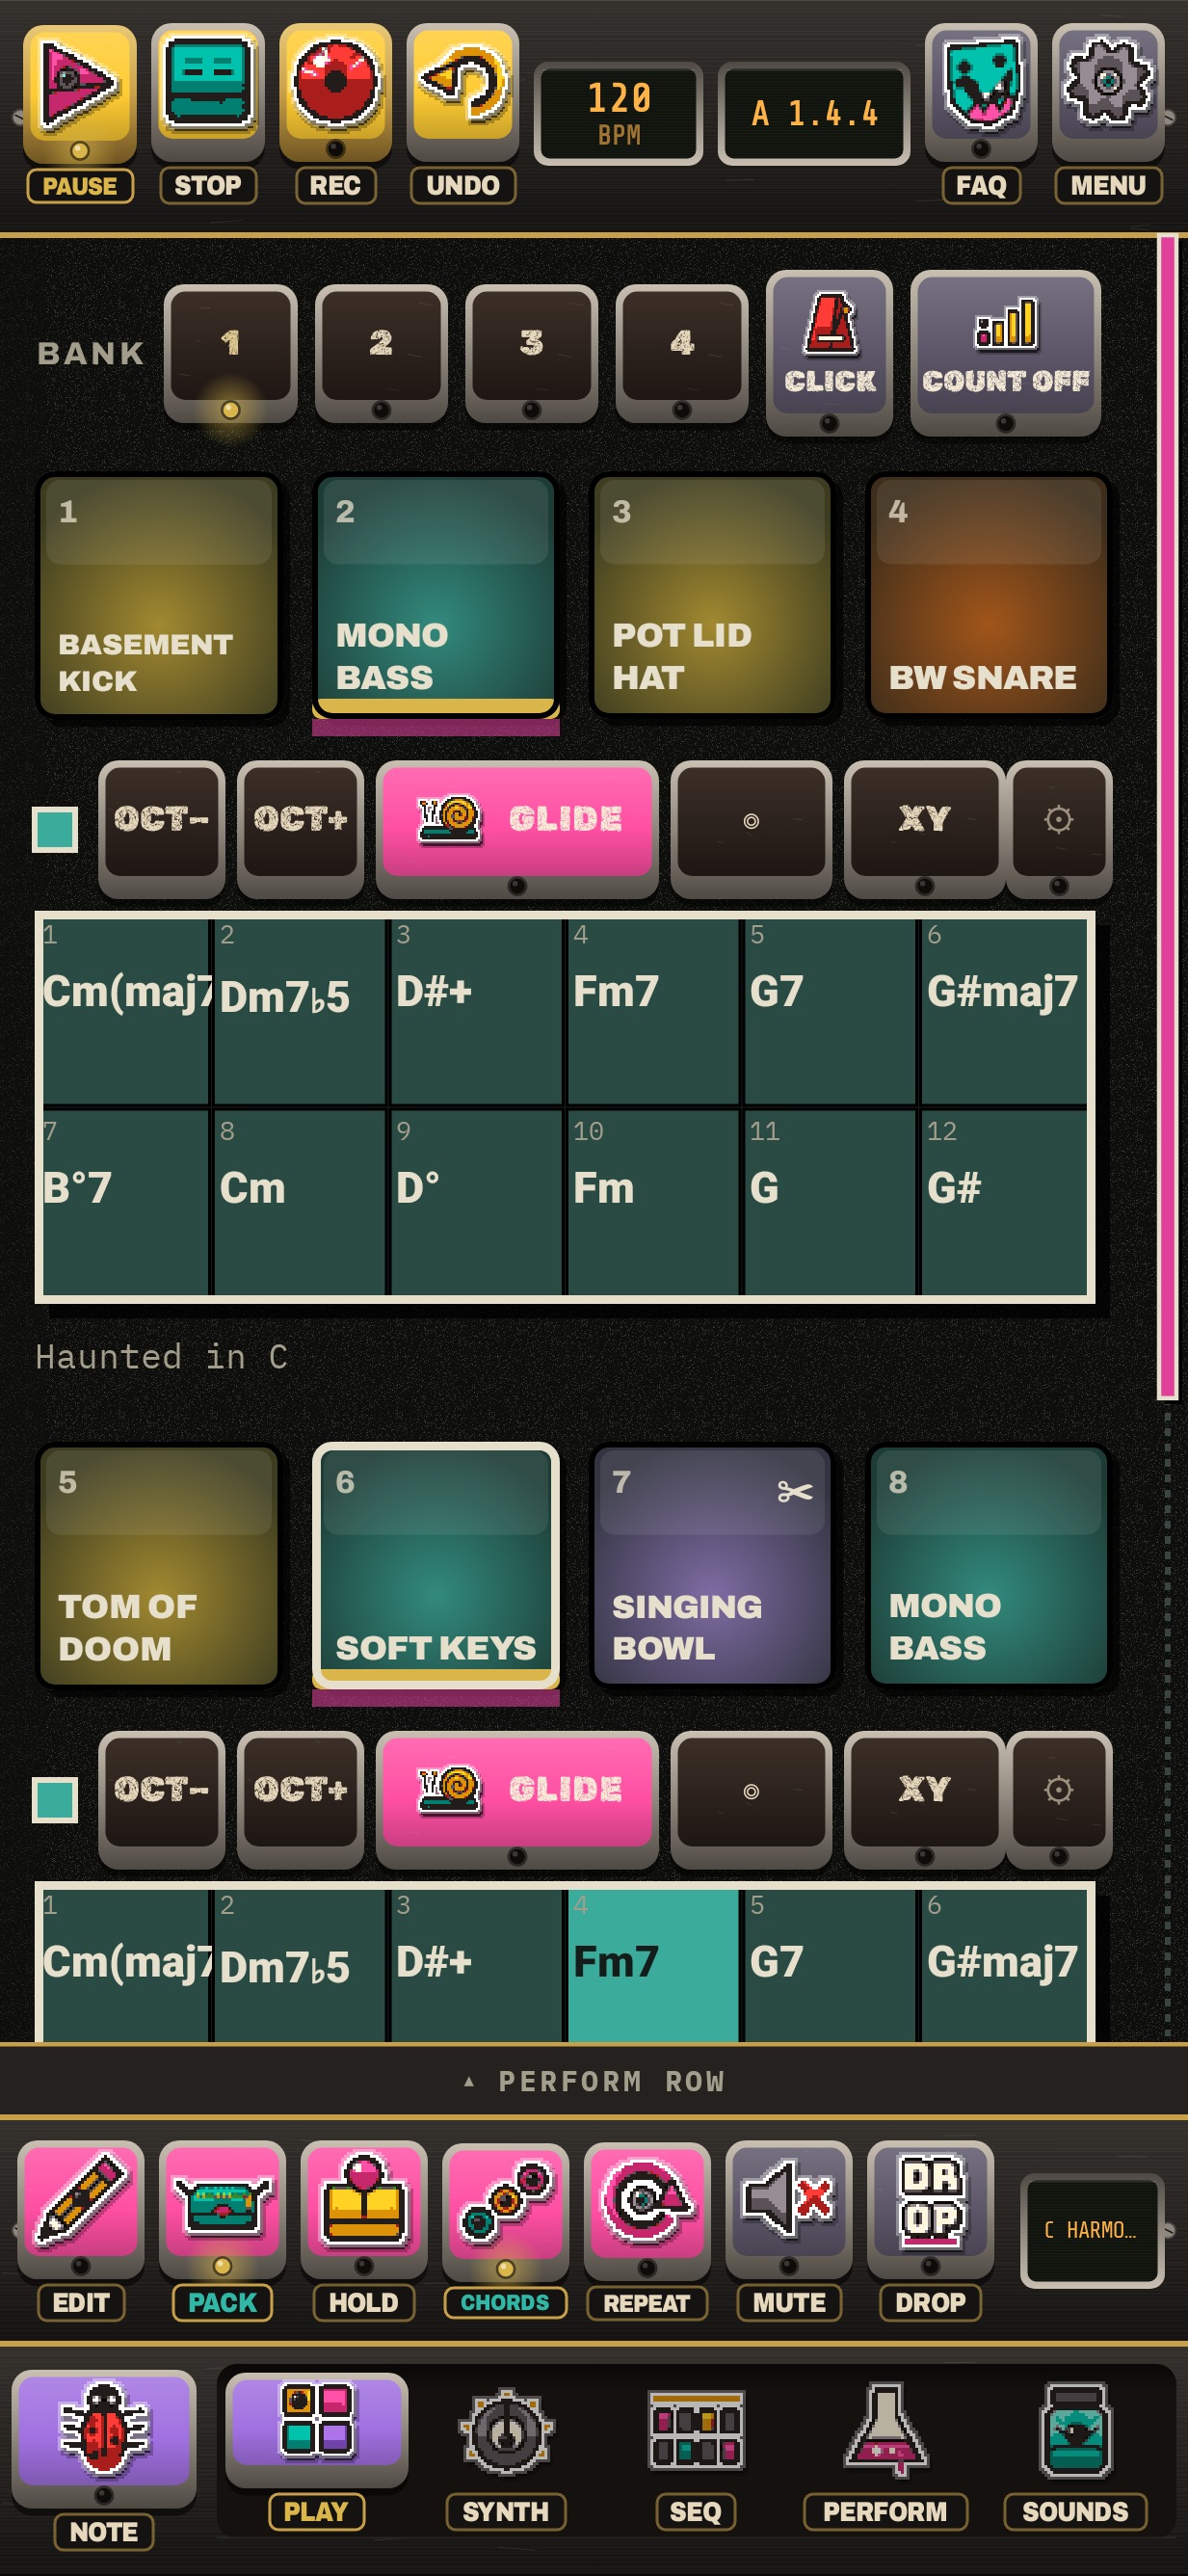 120
BPM
A 1.4.4
PAUSE STOP REC UNDO FAQ MENU
BANK 1 2 3 4 CLICK COUNT OFF
1 2 3 4
BASEMENT KICK
MONO BASS
POT LID HAT
BW SNARE
OCT- OCT+ GLIDE XY
1 2 3 4 5 6
Cm(maj7 Dm7♭5 D#+ Fm7 G7 G#maj7
7 8 9 10 11 12
B°7 Cm D° Fm G G#
Haunted in C
5 6 7 8
TOM OF DOOM
SOFT KEYS
SINGING BOWL
MONO BASS
OCT- OCT+ GLIDE XY
1 2 3 4 5 6
Cm(maj7 Dm7♭5 D#+ Fm7 G7 G#maj7
▲ PERFORM ROW
DROP
C HARMO…
EDIT PACK HOLD CHORDS REPEAT MUTE DROP
NOTE PLAY SYNTH SEQ PERFORM SOUNDS